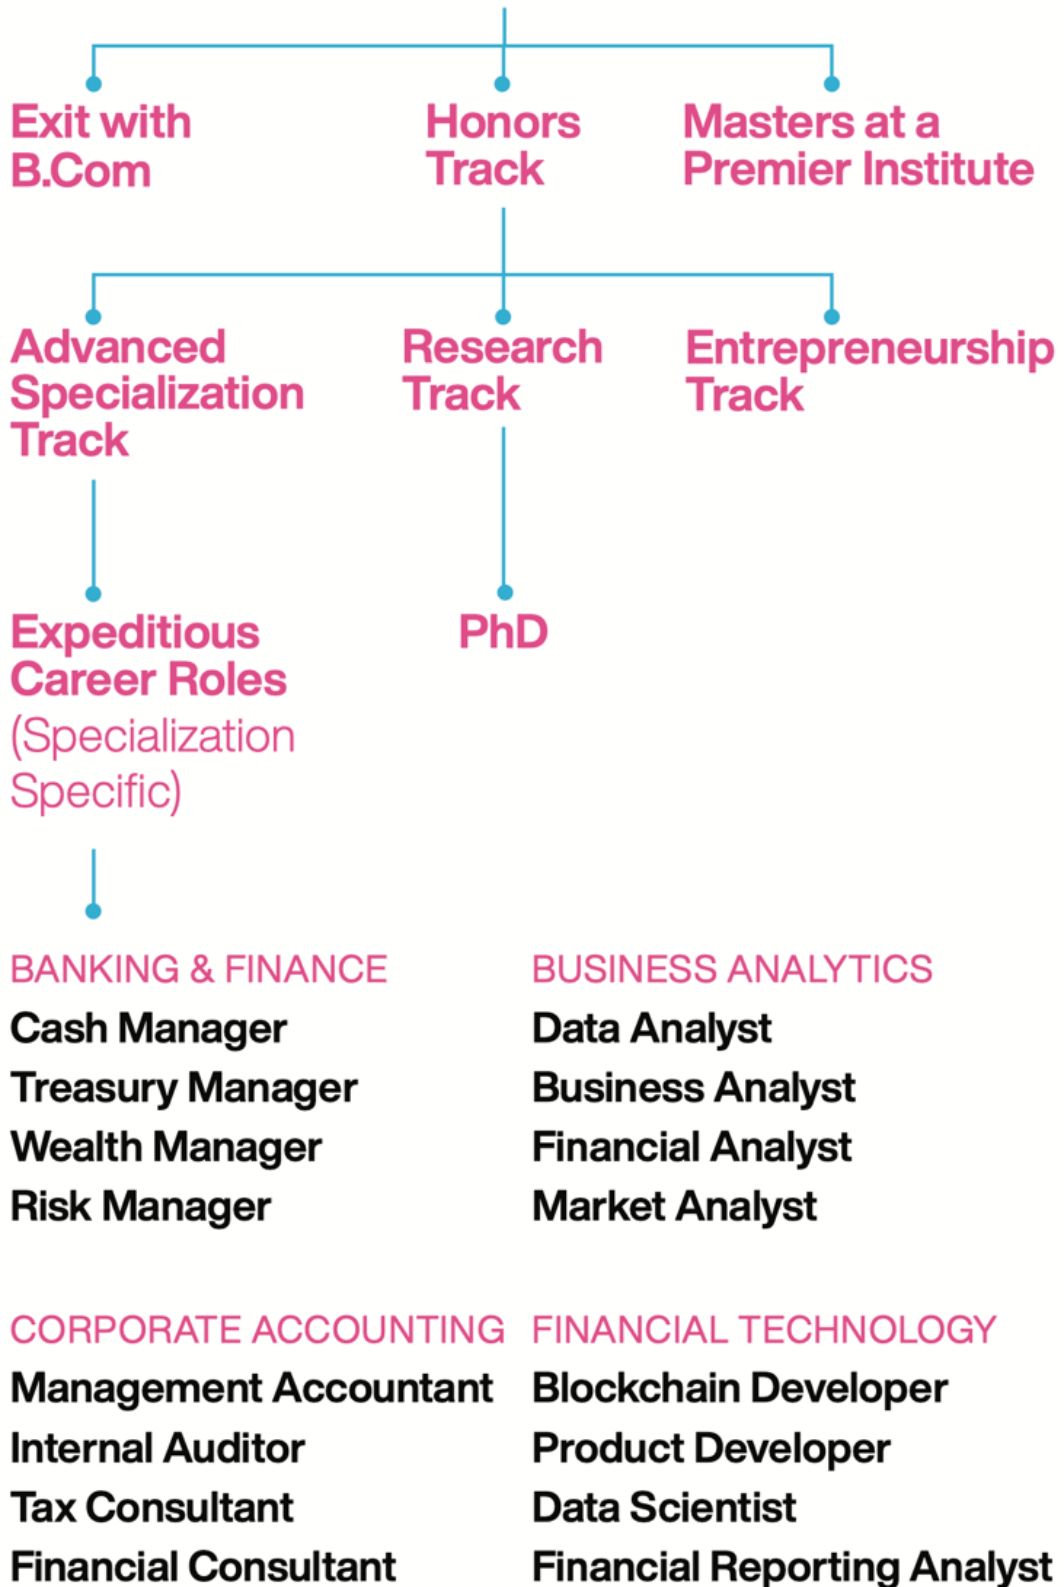 Exit with
B.Com
Honors
Track
Masters at a
Premier Institute
Advanced
Specialization
Track
Research
Track
Entrepreneurship
Track
Expeditious
Career Roles
(Specialization
Specific)
PhD
BANKING & FINANCE
Cash Manager
Treasury Manager
Wealth Manager
Risk Manager
BUSINESS ANALYTICS
Data Analyst
Business Analyst
Financial Analyst
Market Analyst
CORPORATE ACCOUNTING
Management Accountant
Internal Auditor
Tax Consultant
Financial Consultant
FINANCIAL TECHNOLOGY
Blockchain Developer
Product Developer
Data Scientist
Financial Reporting Analyst